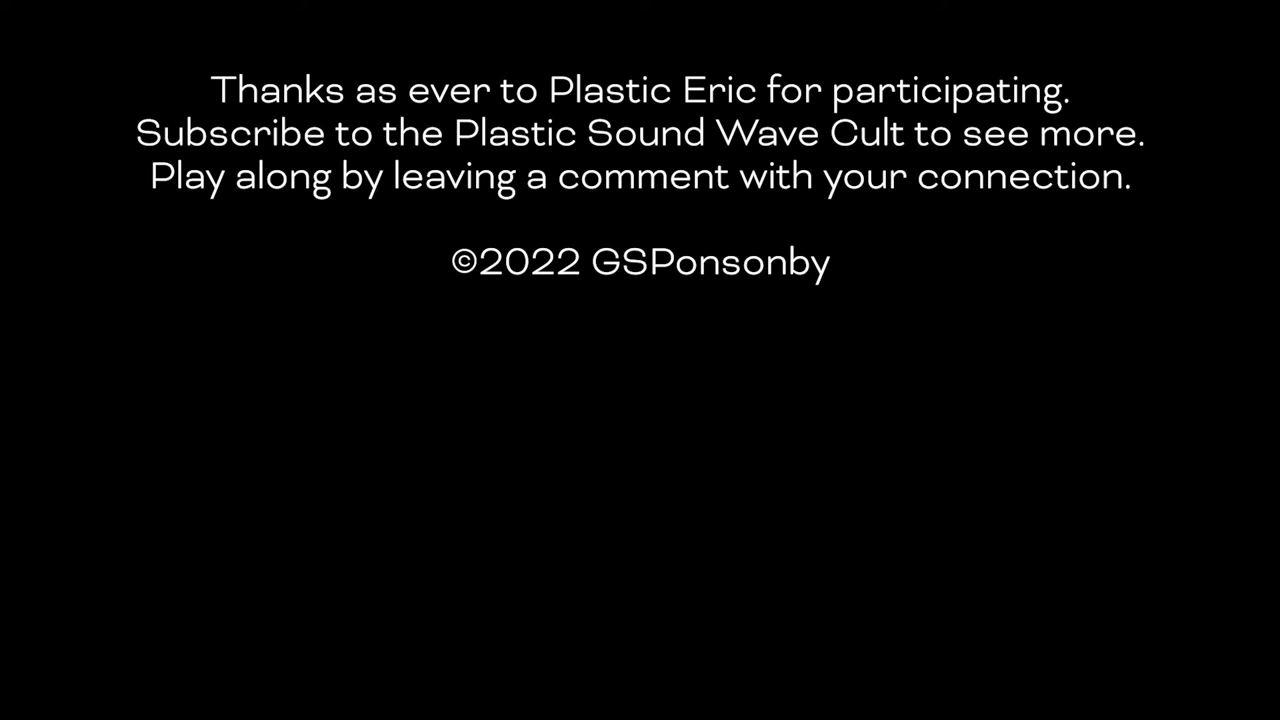 Thanks as ever to Plastic Eric for participating.
Subscribe to the Plastic Sound Wave Cult to see more.
Play along by leaving a comment with your connection.
©2022 GSPonsonby